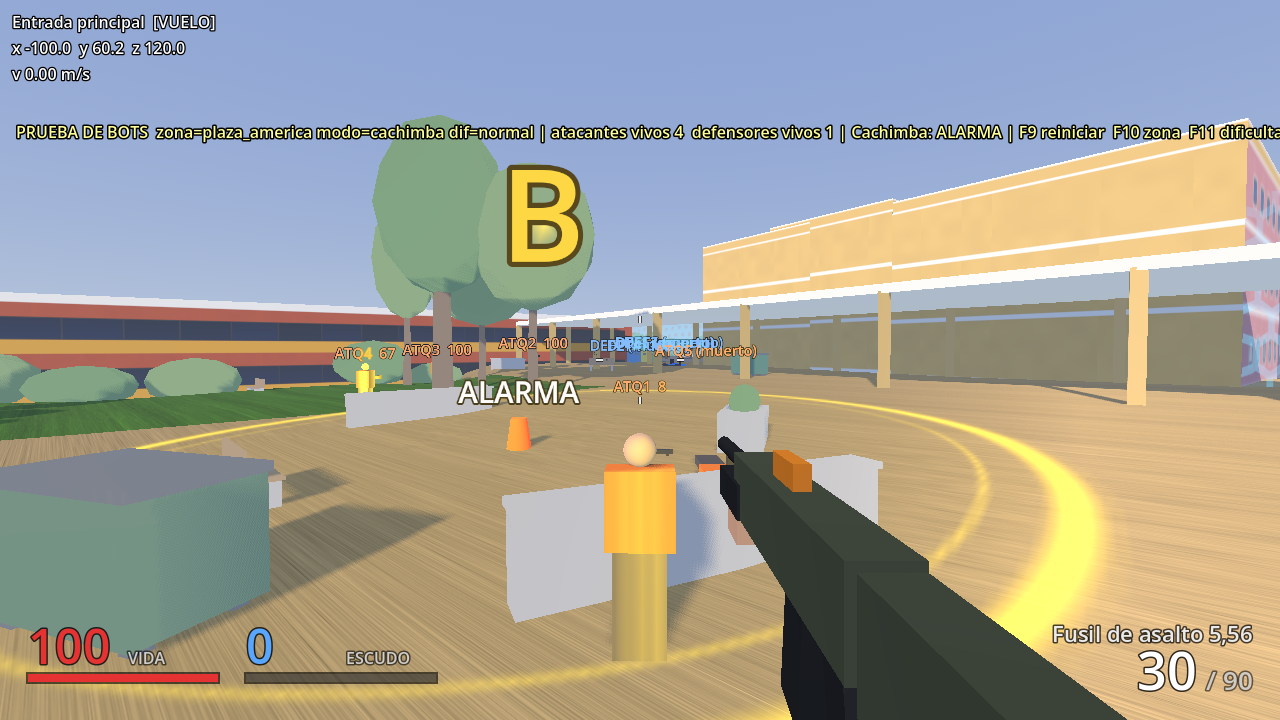 Entrada principal [VUELO]
x -100.0 y 60.2 z 120.0
v 0.00 m/s
PRUEBA DE BOTS zona=plaza_america modo=cachimba dif=normal | atacantes vivos 4 defensores vivos 1 | Cachimba: ALARMA | F9 reiniciar F10 zona F11 dificulta
B
ATQ4 67
ATQ3 100
ATQ2 100
ATQ5 (muerto)
ALARMA
ATQ1 8
100 VIDA
0 ESCUDO
Fusil de asalto 5,56
30 / 90